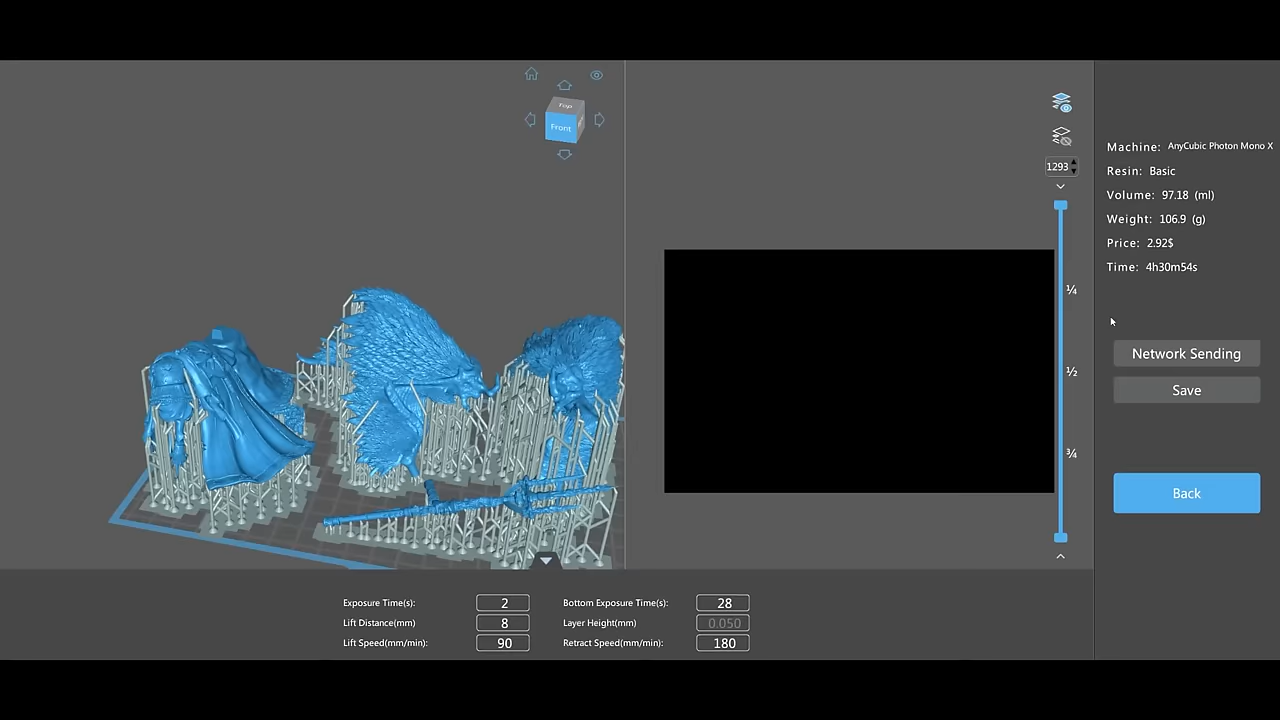 Top
Front
1293
¼
½
¾
Machine: AnyCubic Photon Mono X
Resin: Basic
Volume: 97.18 (ml)
Weight: 106.9 (g)
Price: 2.92$
Time: 4h30m54s
Network Sending
Save
Back
Exposure Time(s): 2 Bottom Exposure Time(s): 28
Lift Distance(mm) 8 Layer Height(mm) 0.050
Lift Speed(mm/min): 90 Retract Speed(mm/min): 180